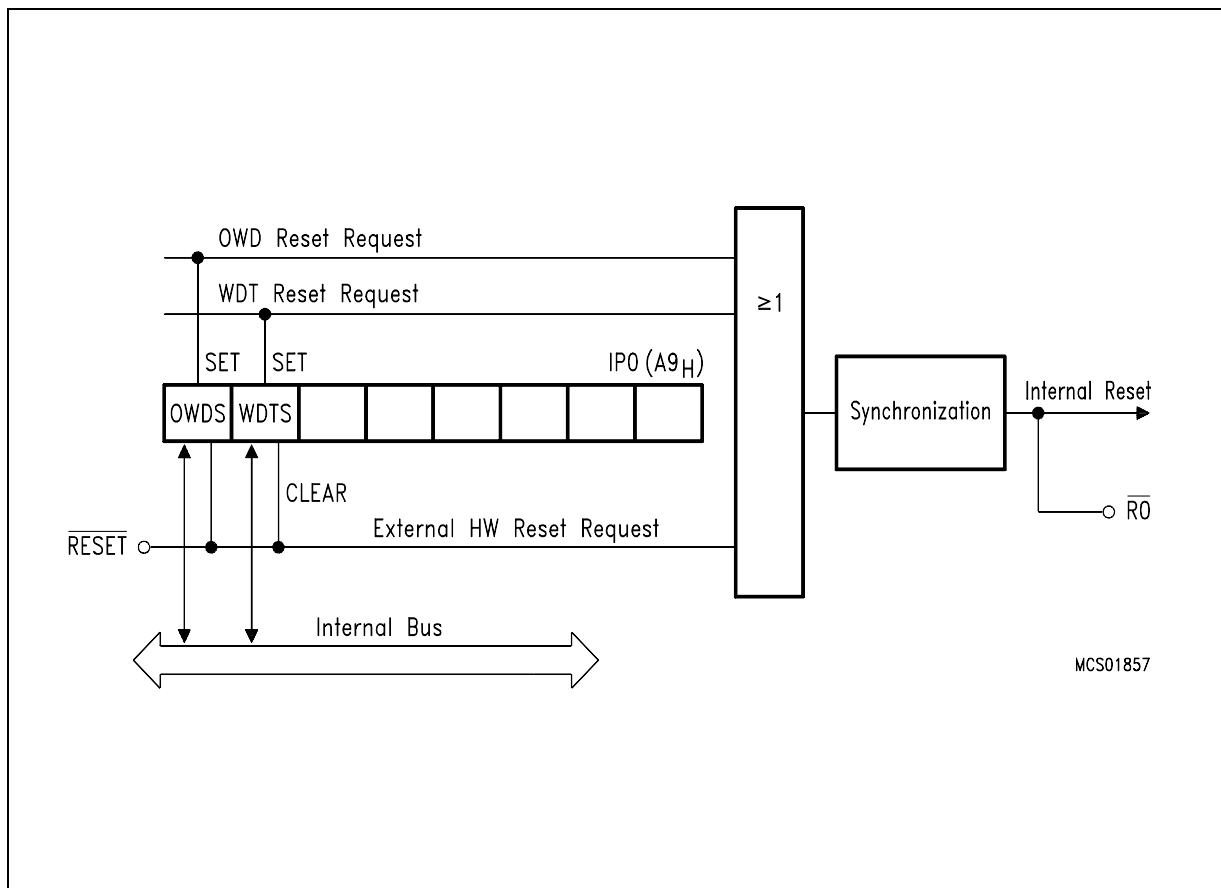 OWD Reset Request
WDT Reset Request
≥1
SET SET IP0 (A9H)
OWDS WDTS
Synchronization
Internal Reset
CLEAR
RESET
External HW Reset Request
RO
Internal Bus
MCS01857